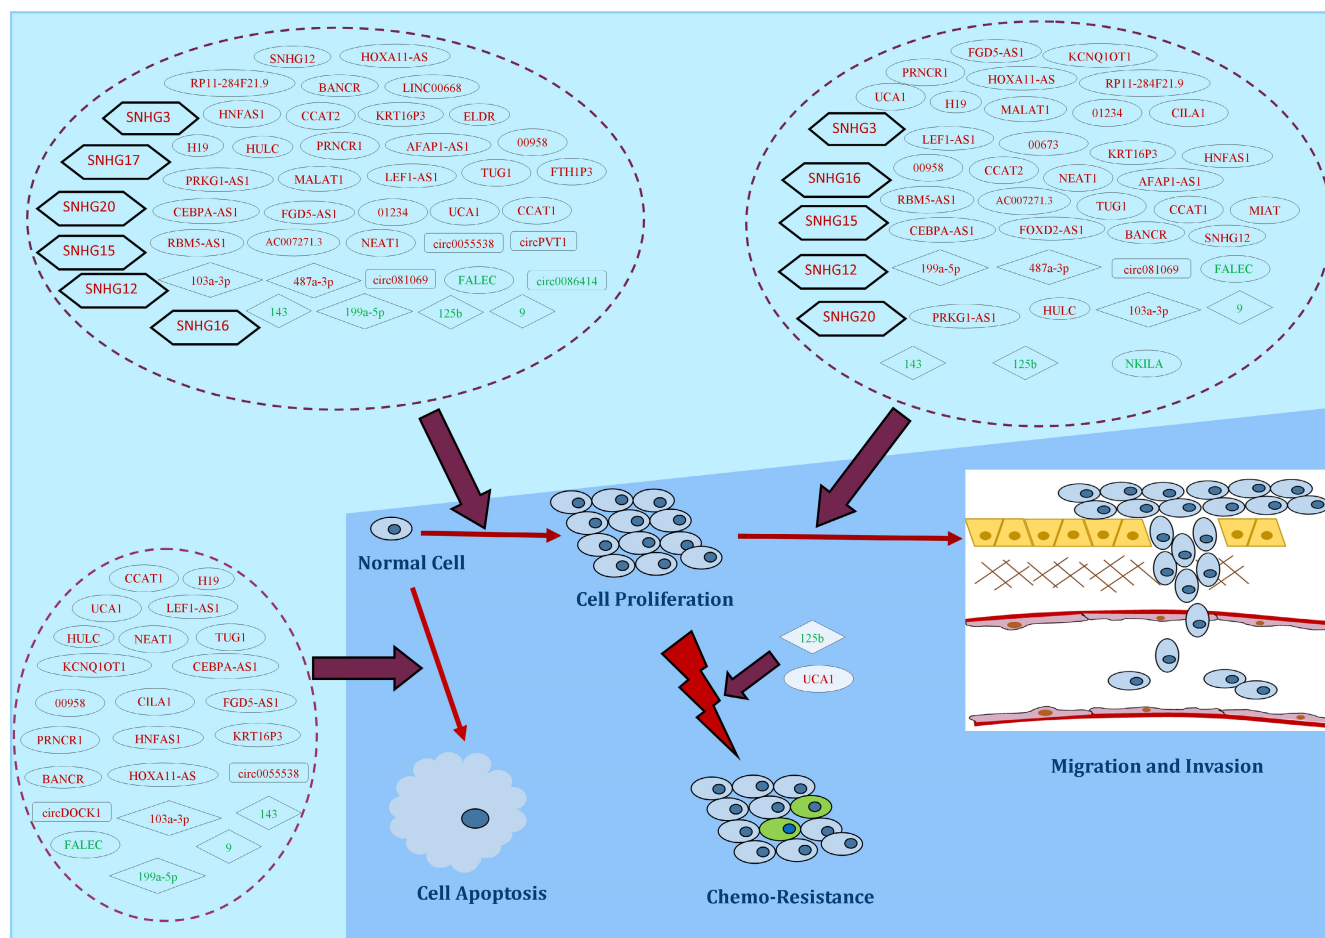 SNHG12 HOXA11-AS
RP11-284F21.9 BANCR LINC00668
SNHG3 HNFAS1 CCAT2 KRT16P3 ELDR
SNHG17 H19 HULC PRNCR1 AFAP1-AS1 00958
PRKG1-AS1 MALAT1 LEF1-AS1 TUG1 FTH1P3
SNHG20 CEBPA-AS1 FGD5-AS1 01234 UCA1 CCAT1
SNHG15 RBM5-AS1 AC007271.3 NEAT1 circ0055538 circPVT1
SNHG12 103a-3p 487a-3p circ081069 FALEC circ0086414
SNHG16 143 199a-5p 125b 9
FGD5-AS1 KCNQ1OT1
PRNCR1 HOXA11-AS RP11-284F21.9
UCA1 H19 MALAT1 01234 CILA1
SNHG3 LEF1-AS1 00673 KRT16P3 HNFAS1
SNHG16 00958 CCAT2 NEAT1 AFAP1-AS1
RBM5-AS1 AC007271.3 TUG1 CCAT1 MIAT
SNHG15 CEBPA-AS1 FOXD2-AS1 BANCR SNHG12
SNHG12 199a-5p 487a-3p circ081069 FALEC
SNHG20 PRKG1-AS1 HULC 103a-3p 9
143 125b NKILA
Normal Cell
Cell Proliferation
CCAT1 H19
UCA1 LEF1-AS1
HULC NEAT1 TUG1
KCNQ1OT1 CEBPA-AS1
00958 CILA1 FGD5-AS1
PRNCR1 HNFAS1 KRT16P3
BANCR HOXA11-AS circ0055538
circDOCK1 103a-3p 143
FALEC 9
199a-5p
125b
UCA1
Migration and Invasion
Cell Apoptosis
Chemo-Resistance